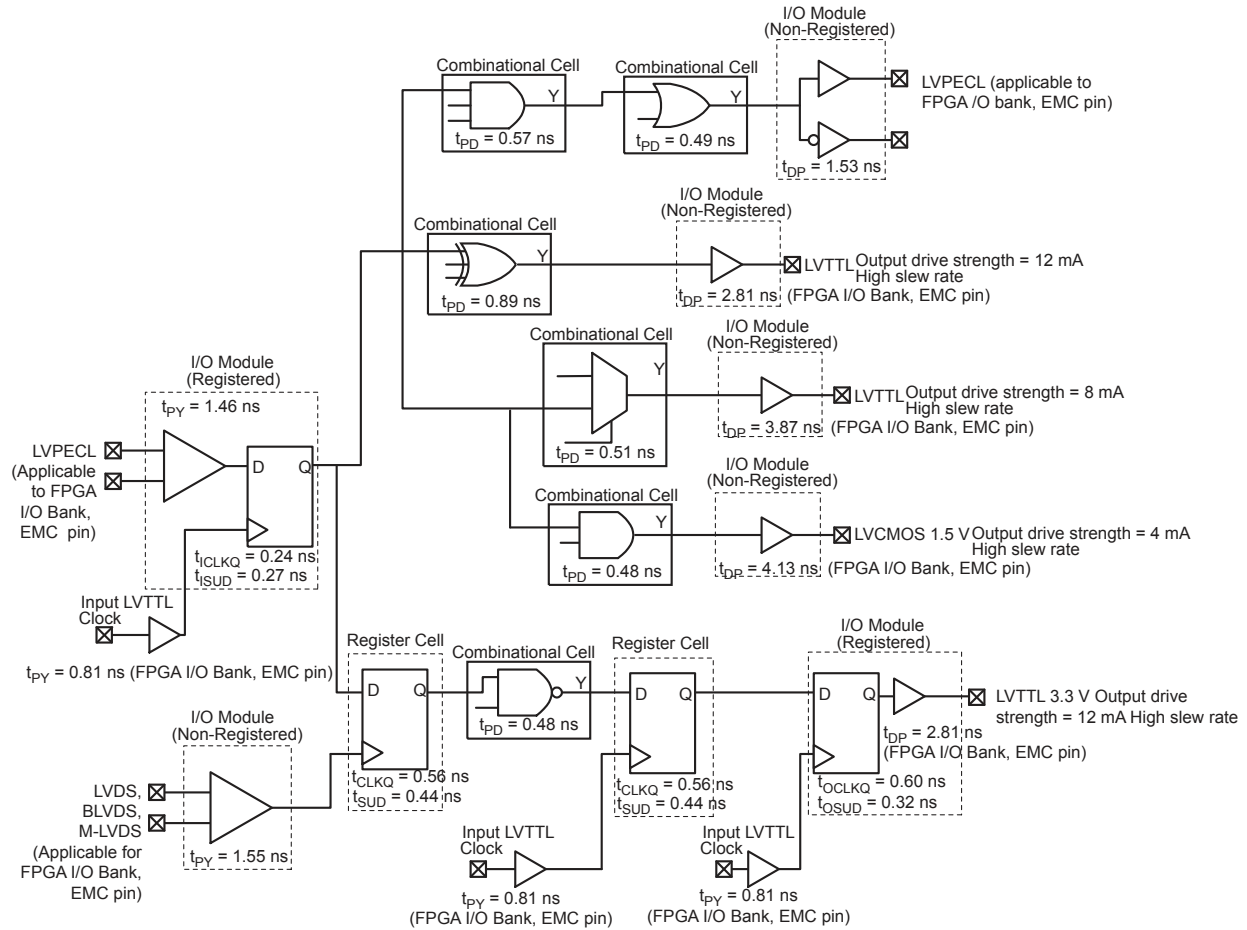 I/O Module
(Non-Registered)
Combinational Cell
Y
tPD = 0.57 ns
Combinational Cell
Y
tPD = 0.49 ns
tDP = 1.53 ns
LVPECL (applicable to
FPGA /O bank, EMC pin)
I/O Module
(Non-Registered)
Combinational Cell
Y
tPD = 0.89 ns
tDP = 2.81 ns
LVTTL Output drive strength = 12 mA
High slew rate
(FPGA I/O Bank, EMC pin)
I/O Module
(Non-Registered)
Combinational Cell
Y
tPD = 0.51 ns
tDP = 3.87 ns
LVTTL Output drive strength = 8 mA
High slew rate
(FPGA I/O Bank, EMC pin)
I/O Module
(Registered)
tPY = 1.46 ns
LVPECL
(Applicable
to FPGA
I/O Bank,
EMC pin)
D
Q
tICLKQ = 0.24 ns
tISUD = 0.27 ns
Input LVTTL
Clock
tPY = 0.81 ns (FPGA I/O Bank, EMC pin)
I/O Module
(Non-Registered)
Combinational Cell
Y
tPD = 0.48 ns
tDP = 4.13 ns
LVCMOS 1.5 V Output drive strength = 4 mA
High slew rate
(FPGA I/O Bank, EMC pin)
I/O Module
(Non-Registered)
LVDS,
BLVDS,
M-LVDS
(Applicable for
FPGA I/O Bank,
EMC pin)
tPY = 1.55 ns
Register Cell
D
Q
tCLKQ = 0.56 ns
tSUD = 0.44 ns
Combinational Cell
Y
tPD = 0.48 ns
Register Cell
D
Q
tCLKQ = 0.56 ns
tSUD = 0.44 ns
Input LVTTL
Clock
tPY = 0.81 ns
(FPGA I/O Bank, EMC pin)
I/O Module
(Registered)
D
Q
tDP = 2.81 ns
(FPGA I/O Bank, EMC pin)
tOCLKQ = 0.60 ns
tOSUD = 0.32 ns
LVTTL 3.3 V Output drive
strength = 12 mA High slew rate
Input LVTTL
Clock
tPY = 0.81 ns
(FPGA I/O Bank, EMC pin)